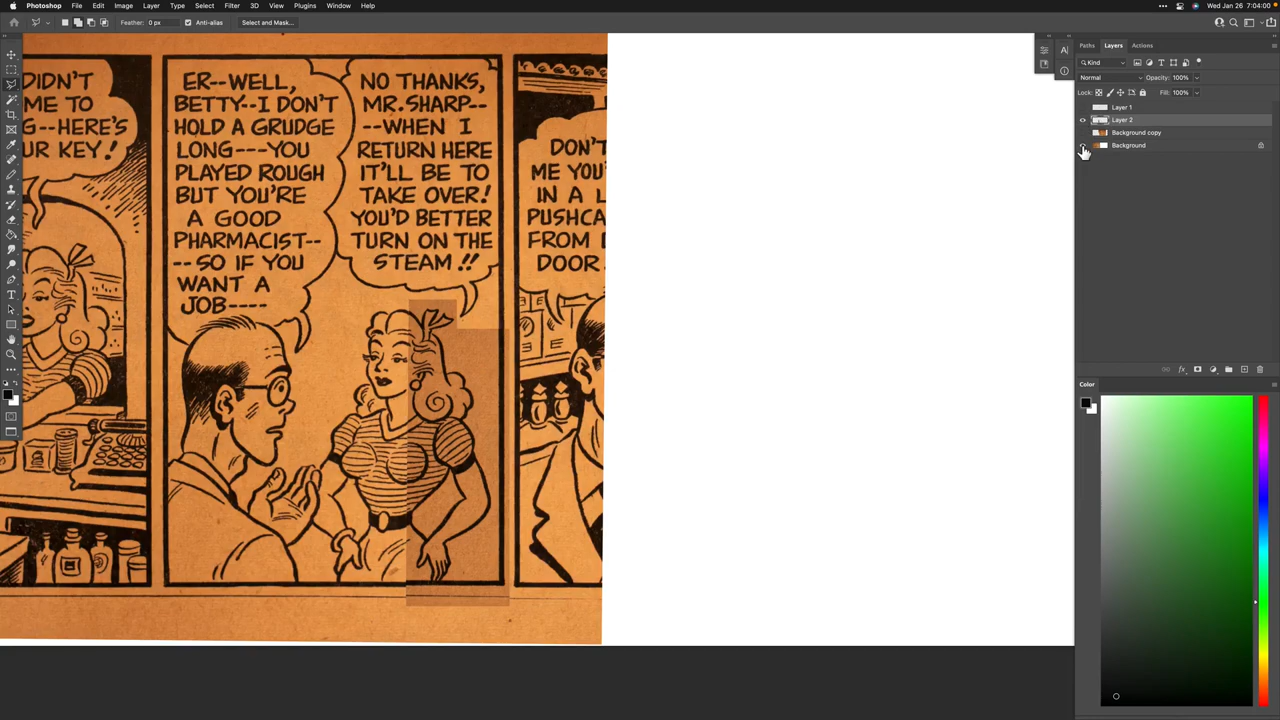 Photoshop File Edit Image Layer Type Select Filter 3D View Plugins Window Help
Wed Jan 26 7:04:00
Feather: 0 px Anti-alias Select and Mask...
Paths Layers Actions
Kind
Normal Opacity: 100%
Lock: Fill: 100%
Layer 1
Layer 2
Background copy
Background
Color
DIDN'T
ME TO
G--HERE'S
UR KEY!
ER--WELL,
BETTY--I DON'T
HOLD A GRUDGE
LONG---YOU
PLAYED ROUGH
BUT YOU'RE
A GOOD
PHARMACIST--
--SO IF YOU
WANT A
JOB----
NO THANKS,
MR.SHARP--
--WHEN I
RETURN HERE
IT'LL BE TO
TAKE OVER!
YOU'D BETTER
TURN ON THE
STEAM!!
DON'T
ME YOU'
IN A L
PUSHCA
FROM D
DOOR.